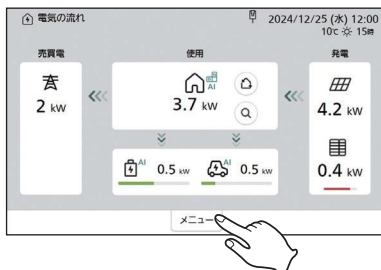 電気の流れ
2024/12/25 (水) 12:00
10℃ 15時
売買電
使用
発電
2 kW
AI
3.7 kW
4.2 kW
AI
0.5 kW
AI
0.5 kW
0.4 kW
メニュー